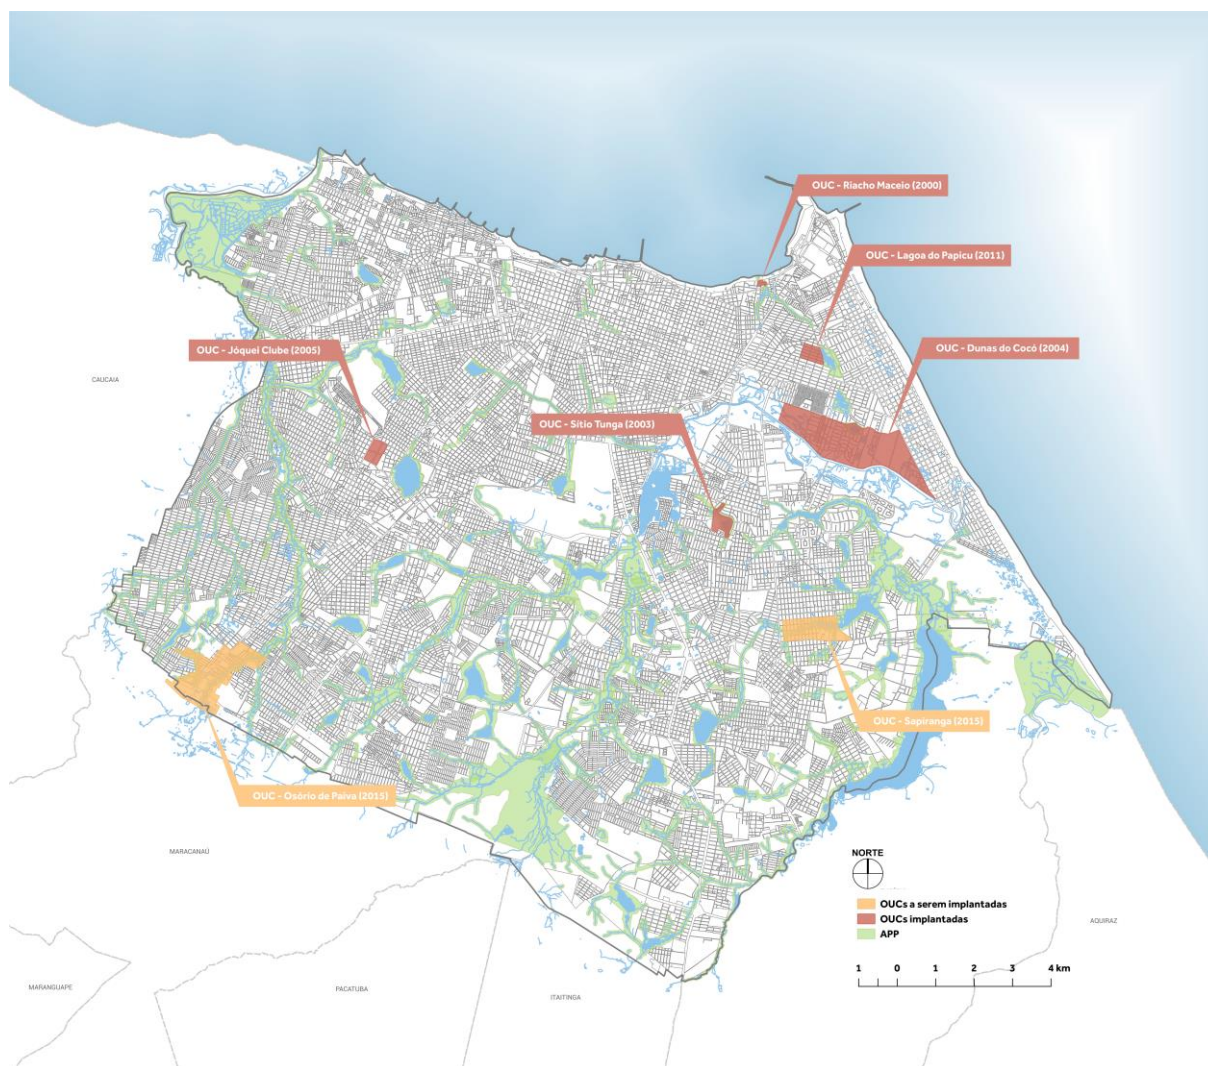 OUC - Riacho Maceio (2000)
OUC - Lagoa do Papicu (2011)
OUC - Jóquei Clube (2005)
OUC - Dunas do Cocó (2004)
CAUCAIA
OUC - Sítio Tunga (2003)
OUC - Sapiranga (2015)
OUC - Osório de Paiva (2015)
MARACANAÚ
NORTE
OUCs a serem implantadas
OUCs implantadas
APP
AQUIRAZ
1 0 1 2 3 4 km
MARANGUAPE
PACATUBA
ITAITINGA